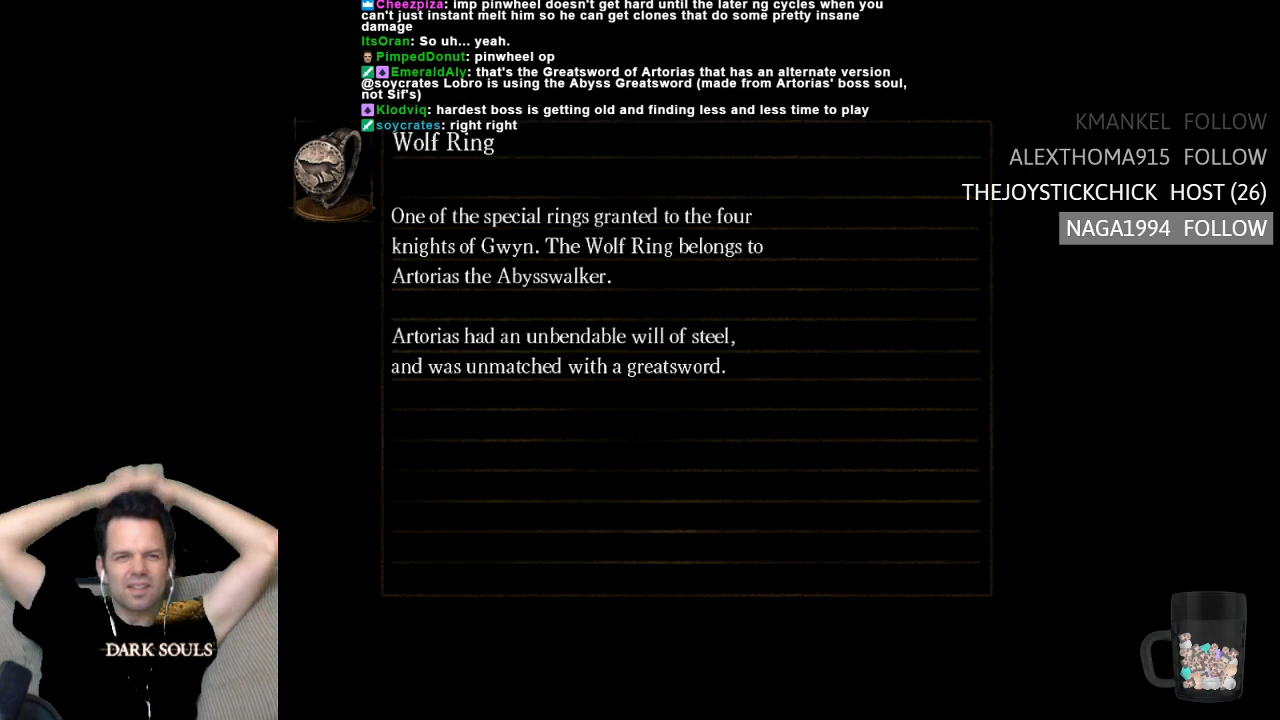 Cheezpiza: imp pinwheel doesn't get hard until the later ng cycles when you
can't just instant melt him so he can get clones that do some pretty insane
damage
ItsOran: So uh... yeah.
PimpedDonut: pinwheel op
EmeraldAly: that's the Greatsword of Artorias that has an alternate version
@soycrates Lobro is using the Abyss Greatsword (made from Artorias' boss soul,
not Sif's)
Klodviq: hardest boss is getting old and finding less and less time to play
soycrates: right right
KMANKEL FOLLOW
ALEXTHOMA915 FOLLOW
THEJOYSTICKCHICK HOST (26)
NAGA1994 FOLLOW
Wolf Ring
One of the special rings granted to the four
knights of Gwyn. The Wolf Ring belongs to
Artorias the Abysswalker.
Artorias had an unbendable will of steel,
and was unmatched with a greatsword.
DARK SOULS